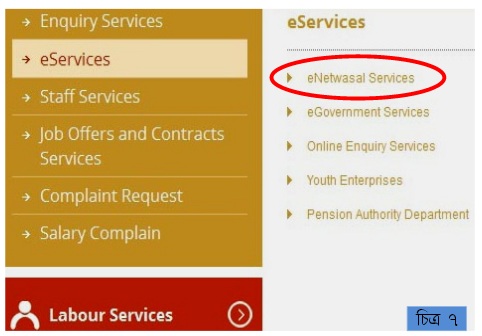 Enquiry Services
eServices
Staff Services
Job Offers and Contracts
Services
Complaint Request
Salary Complain
Labour Services
eServices
eNetwasal Services
eGovernment Services
Online Enquiry Services
Youth Enterprises
Pension Authority Department
চিত্র ৭